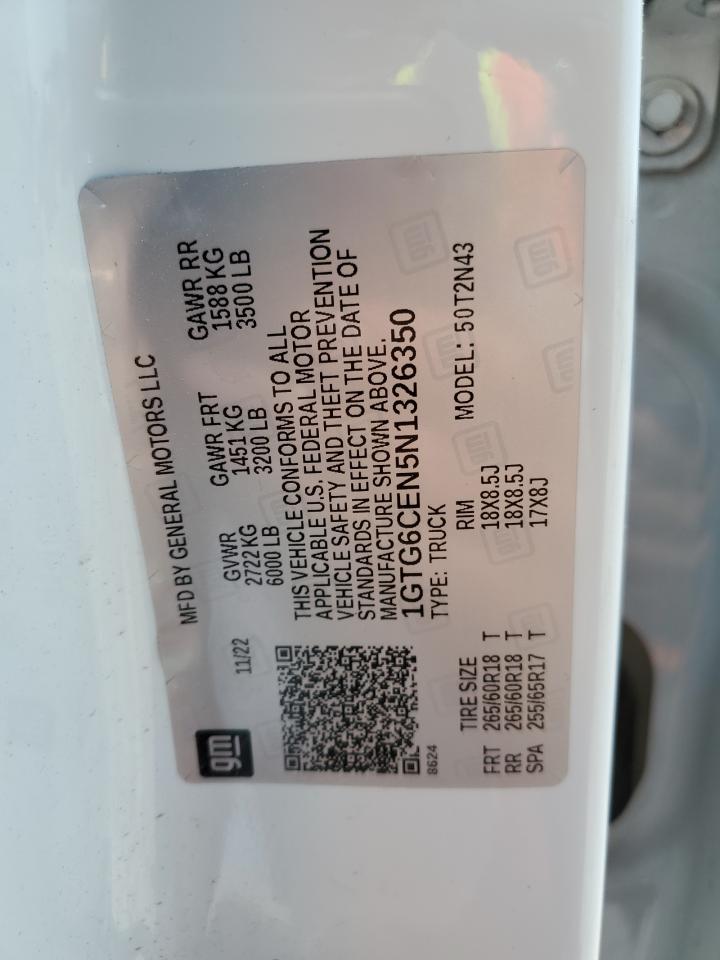 gm
MFD BY GENERAL MOTORS LLC
11/22
GVWR GAWR FRT GAWR RR
2722 KG 1451 KG 1588 KG
6000 LB 3200 LB 3500 LB
THIS VEHICLE CONFORMS TO ALL
APPLICABLE U.S. FEDERAL MOTOR
VEHICLE SAFETY AND THEFT PREVENTION
STANDARDS IN EFFECT ON THE DATE OF
MANUFACTURE SHOWN ABOVE.
1GTG6CEN5N1326350
8624
TYPE: TRUCK
MODEL: 50T2N43
TIRE SIZE RIM
FRT 265/60R18 T 18X8.5J
RR 265/60R18 T 18X8.5J
SPA 255/65R17 T 17X8J